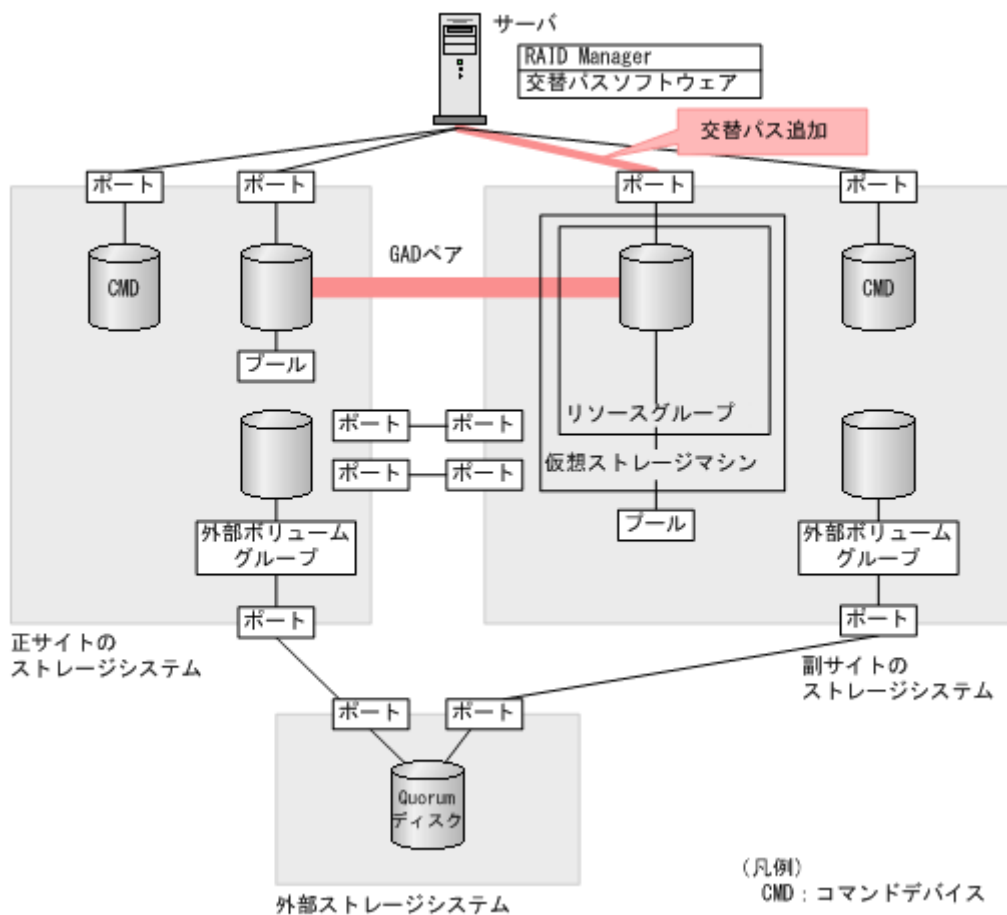 サーバ
RAID Manager
交替パスソフトウェア
交替パス追加
ポート
ポート
ポート
ポート
CMD
GADペア
CMD
プール
リソースグループ
ポート
ポート
仮想ストレージマシン
ポート
ポート
プール
外部ボリューム
グループ
外部ボリューム
グループ
ポート
ポート
正サイトの
ストレージシステム
副サイトの
ストレージシステム
ポート
ポート
Quorum
ディスク
外部ストレージシステム
(凡例)
CMD：コマンドデバイス